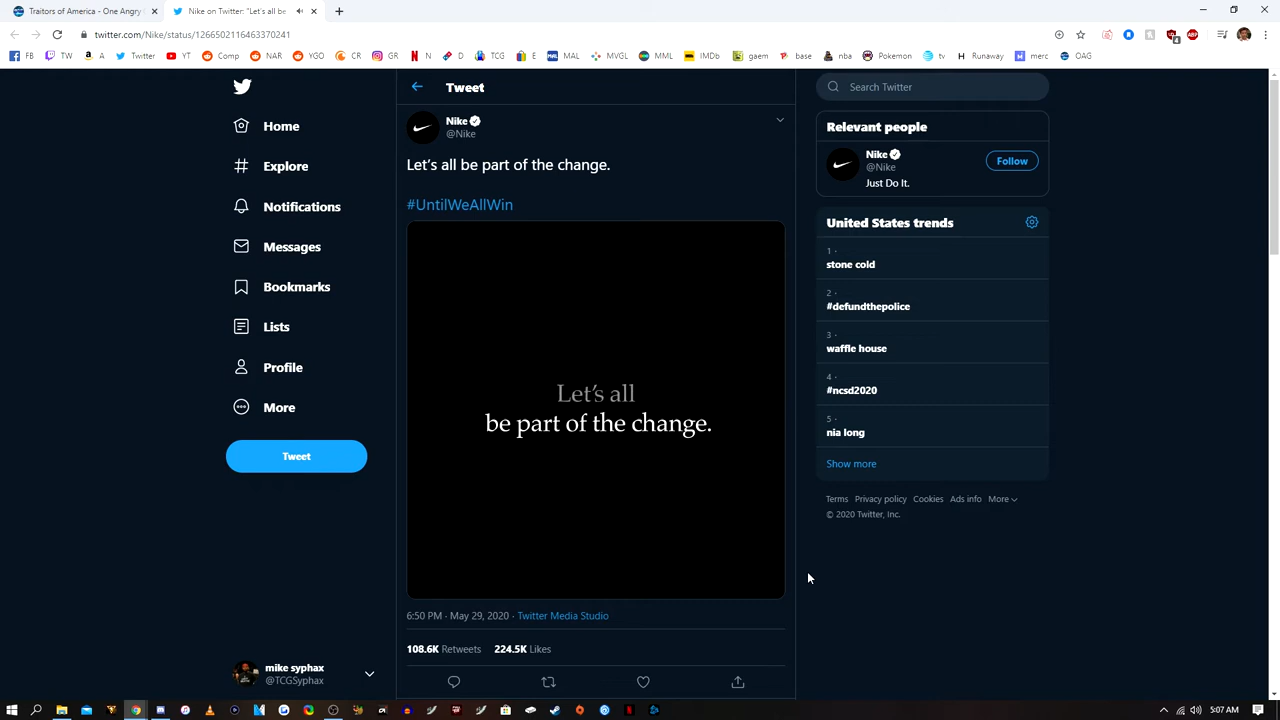 Traitors of America - One Angry
Nike on Twitter: "Let's all be
twitter.com/Nike/status/1266502116463370241
FB
TW
A
Twitter
YT
Comp
NAR
YGO
CR
GR
N
D
TCG
E
MAL
MVGL
MML
IMDb
gaem
base
nba
Pokemon
tv
Runaway
merc
OAG
Home
Explore
Notifications
Messages
Bookmarks
Lists
Profile
More
Tweet
mike syphax
@TCGSyphax
Tweet
Nike
@Nike
Let's all be part of the change.
#UntilWeAllWin
Let's all
be part of the change.
6:50 PM · May 29, 2020 · Twitter Media Studio
108.6K Retweets 224.5K Likes
Search Twitter
Relevant people
Nike
@Nike
Follow
Just Do It.
United States trends
1 ·
stone cold
2 ·
#defundthepolice
3 ·
waffle house
4 ·
#ncsd2020
5 ·
nia long
Show more
Terms Privacy policy Cookies Ads info More
© 2020 Twitter, Inc.
5:07 AM